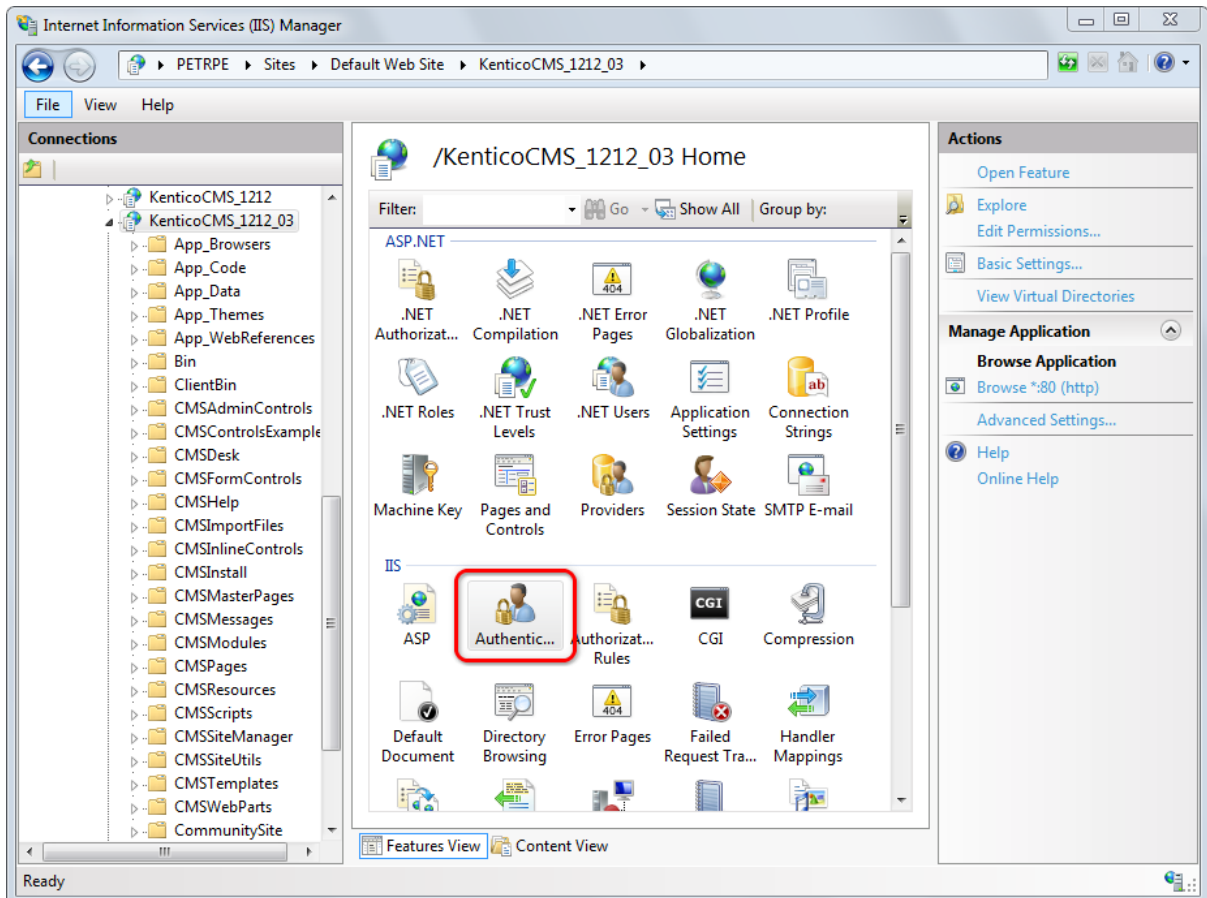 Internet Information Services (IIS) Manager
PETRPE Sites Default Web Site KenticoCMS_1212_03
File View Help
Connections
KenticoCMS_1212
KenticoCMS_1212_03
App_Browsers
App_Code
App_Data
App_Themes
App_WebReferences
Bin
ClientBin
CMSAdminControls
CMSControlsExample
CMSDesk
CMSFormControls
CMSHelp
CMSImportFiles
CMSInlineControls
CMSInstall
CMSMasterPages
CMSMessages
CMSModules
CMSPages
CMSResources
CMSScripts
CMSSiteManager
CMSSiteUtils
CMSTemplates
CMSWebParts
CommunitySite
/KenticoCMS_1212_03 Home
Filter: Go Show All Group by:
ASP.NET
404
.NET .NET .NET Error .NET .NET Profile
Authorizat... Compilation Pages Globalization
ab
.NET Roles .NET Trust .NET Users Application Connection
Levels Settings Strings
Machine Key Pages and Providers Session State SMTP E-mail
Controls
IIS
CGI
ASP Authentic... Authorizat... CGI Compression
Rules
404
Default Directory Error Pages Failed Handler
Document Browsing Request Tra... Mappings
Features View Content View
Actions
Open Feature
Explore
Edit Permissions...
Basic Settings...
View Virtual Directories
Manage Application
Browse Application
Browse *:80 (http)
Advanced Settings...
Help
Online Help
Ready